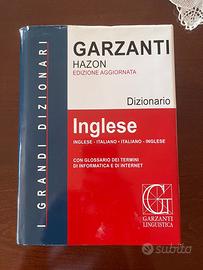 I GRANDI DIZIONARI
GARZANTI
HAZON
EDIZIONE AGGIORNATA
Dizionario
Inglese
INGLESE - ITALIANO • ITALIANO - INGLESE
CON GLOSSARIO DEI TERMINI
DI INFORMATICA E DI INTERNET
G
GARZANTI
LINGUISTICA
subito